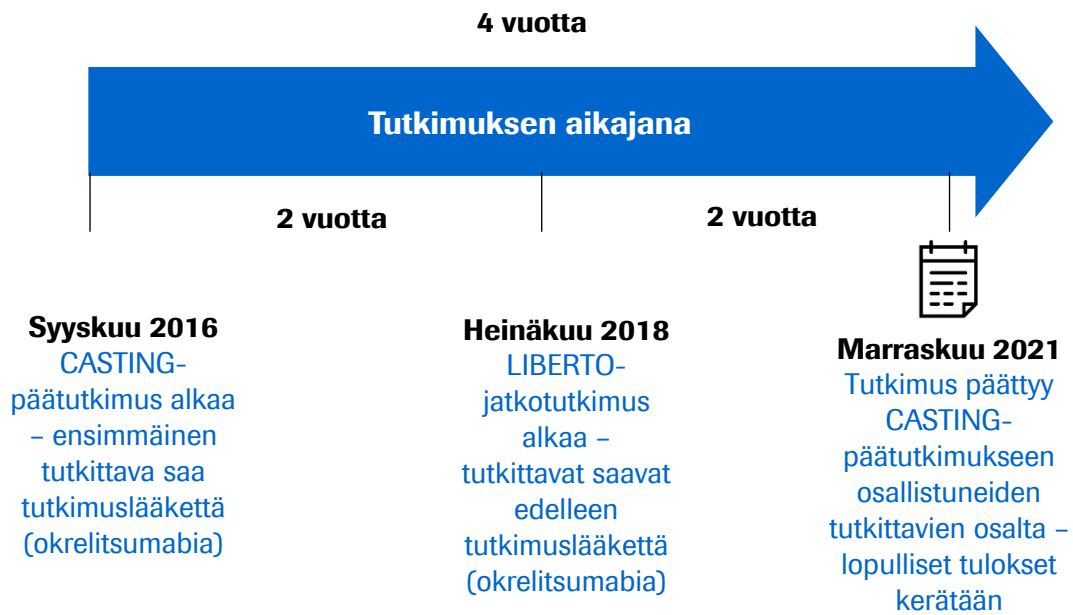 4 vuotta
Tutkimuksen aikajana
2 vuotta
2 vuotta
Syyskuu 2016
CASTING-
päätutkimus alkaa
– ensimmäinen
tutkittava saa
tutkimuslääkettä
(okrelitsumabia)
Heinäkuu 2018
LIBERTO-
jatkotutkimus
alkaa –
tutkittavat saavat
edelleen
tutkimuslääkettä
(okrelitsumabia)
Marraskuu 2021
Tutkimus päättyy
CASTING-
päätutkimukseen
osallistuneiden
tutkittavien osalta –
lopulliset tulokset
kerätään